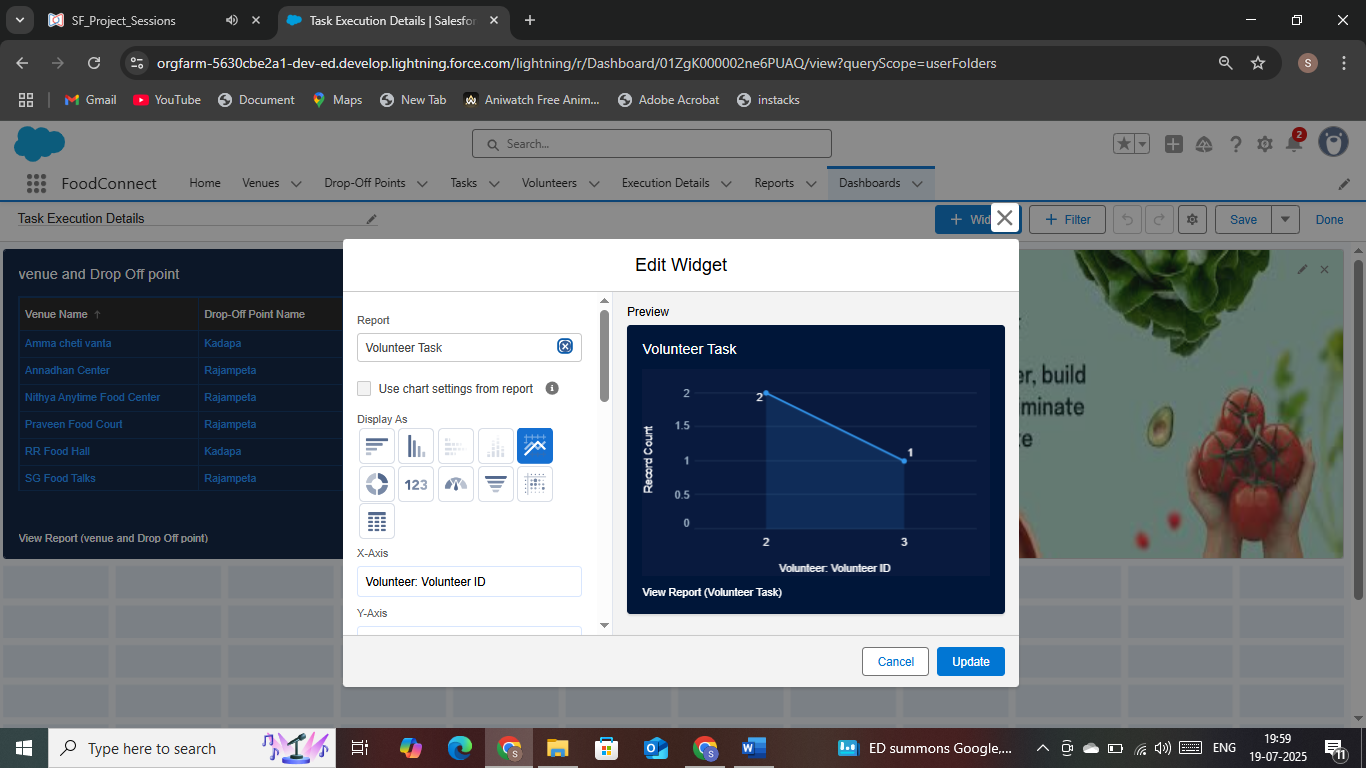 SF_Project_Sessions
Task Execution Details | Salesfor
orgfarm-5630cbe2a1-dev-ed.develop.lightning.force.com/lightning/r/Dashboard/01ZgK000002ne6PUAQ/view?queryScope=userFolders
S
Gmail
YouTube
Document
Maps
New Tab
Aniwatch Free Anim...
Adobe Acrobat
instacks
Search...
2
FoodConnect
Home
Venues
Drop-Off Points
Tasks
Volunteers
Execution Details
Reports
Dashboards
Task Execution Details
+ Wid
+ Filter
Save
Done
Edit Widget
venue and Drop Off point
Venue Name ↑
Drop-Off Point Name
Amma cheti vanta
Kadapa
Annadhan Center
Rajampeta
Nithya Anytime Food Center
Rajampeta
Praveen Food Court
Rajampeta
RR Food Hall
Kadapa
SG Food Talks
Rajampeta
View Report (venue and Drop Off point)
Report
Volunteer Task
Use chart settings from report
Display As
123
X-Axis
Volunteer: Volunteer ID
Y-Axis
Preview
Volunteer Task
Record Count
2
1.5
1
0.5
0
2
1
2
3
Volunteer: Volunteer ID
View Report (Volunteer Task)
er, build
iminate
Cancel
Update
Type here to search
ED summons Google,...
ENG
19:59
19-07-2025
11